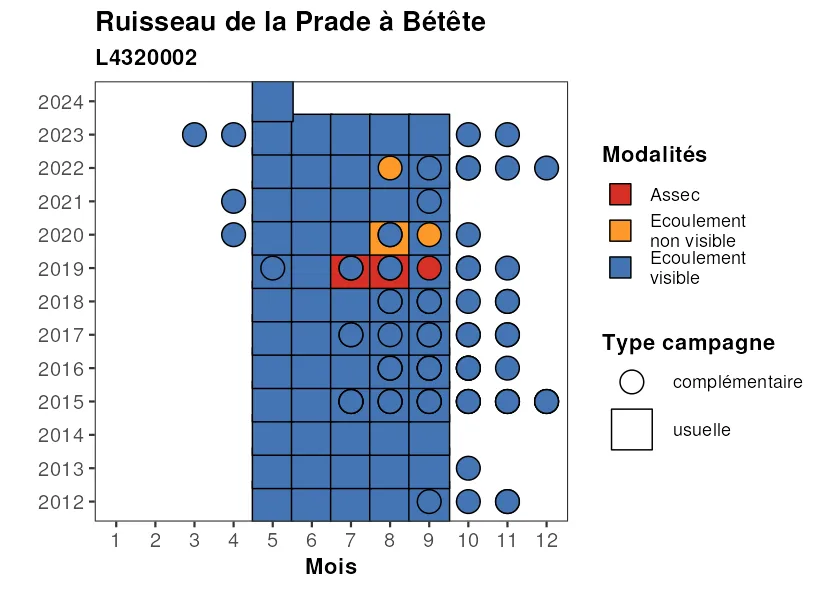 Ruisseau de la Prade à Bétête
L4320002
2024
2023
2022
2021
2020
2019
2018
2017
2016
2015
2014
2013
2012
1 2 3 4 5 6 7 8 9 10 11 12
Mois
Modalités
Assec
Ecoulement
non visible
Ecoulement
visible
Type campagne
complémentaire
usuelle